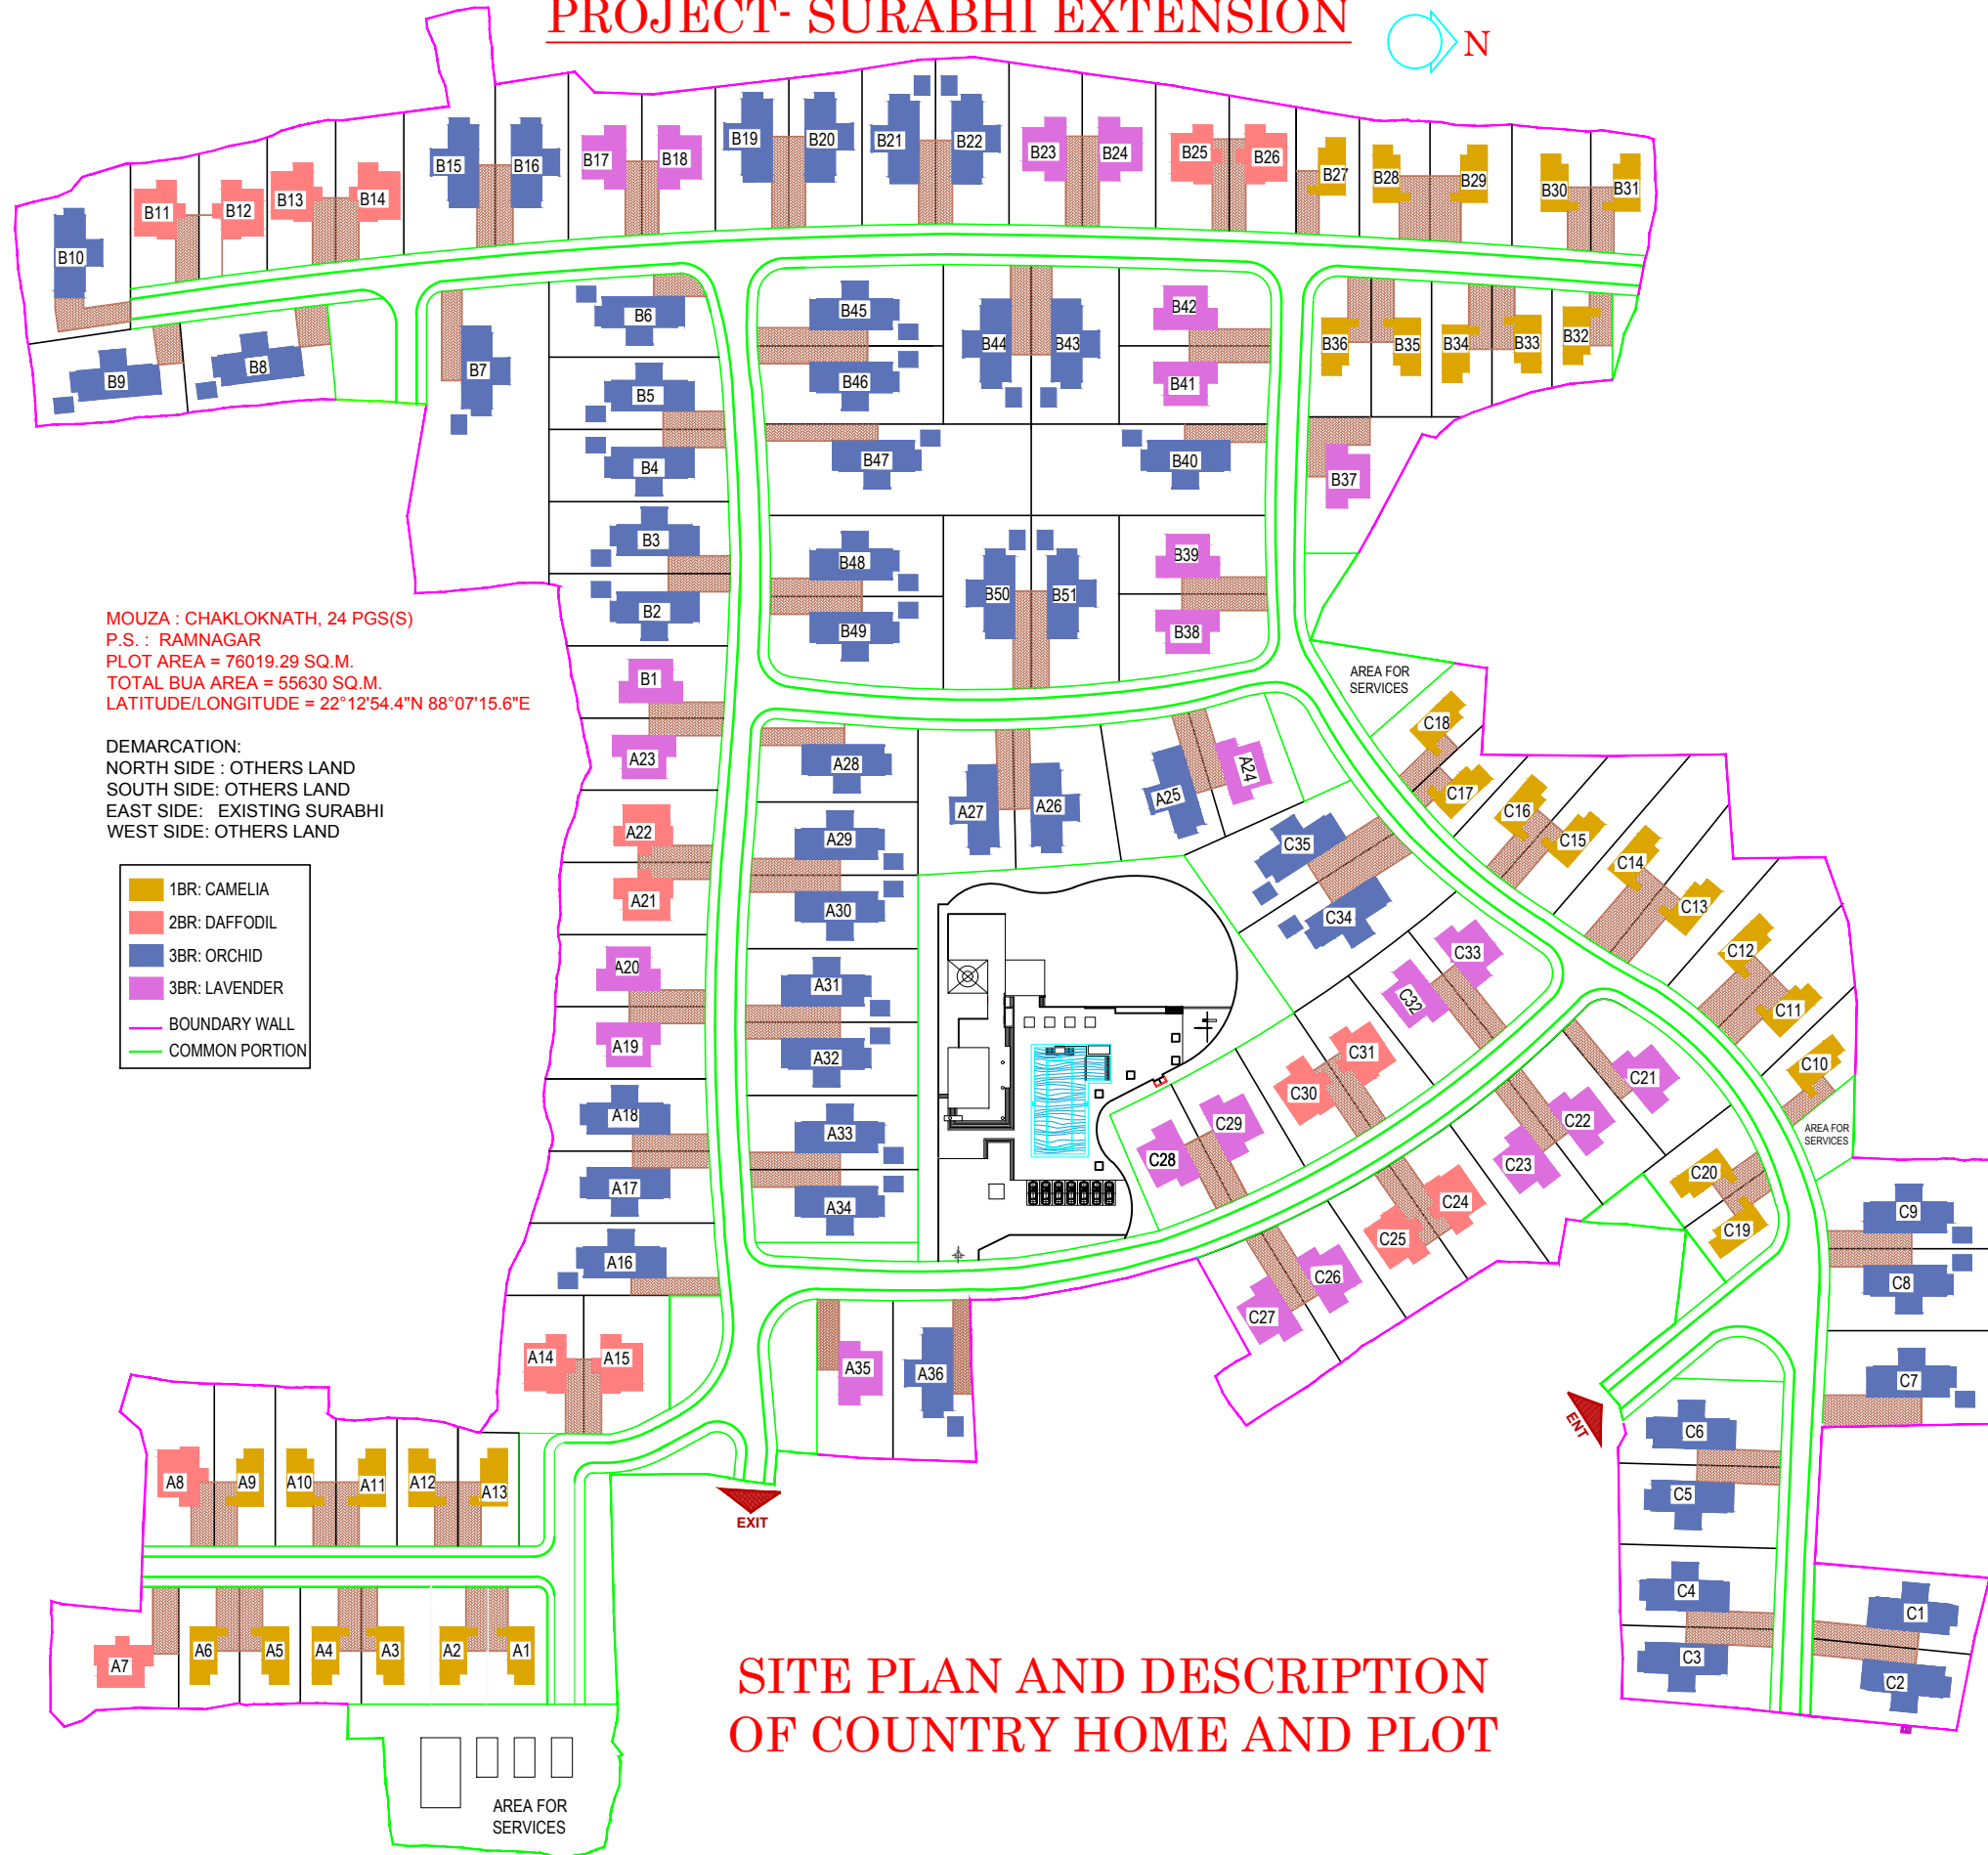 PROJECT- SURABHI EXTENSION
N
B10
B11
B12
B13
B14
B15
B16
B17
B18
B19
B20
B21
B22
B23
B24
B25
B26
B27
B28
B29
B30
B31
B9
B8
B7
B6
B5
B4
B3
B2
B1
B45
B46
B44
B43
B42
B41
B47
B40
B48
B49
B50
B51
B39
B38
B36
B35
B34
B33
B32
B37
MOUZA : CHAKLOKNATH, 24 PGS(S)
P.S. : RAMNAGAR
PLOT AREA = 76019.29 SQ.M.
TOTAL BUA AREA = 55630 SQ.M.
LATITUDE/LONGITUDE = 22°12'54.4"N 88°07'15.6"E
DEMARCATION:
NORTH SIDE : OTHERS LAND
SOUTH SIDE: OTHERS LAND
EAST SIDE: EXISTING SURABHI
WEST SIDE: OTHERS LAND
1BR: CAMELIA
2BR: DAFFODIL
3BR: ORCHID
3BR: LAVENDER
BOUNDARY WALL
COMMON PORTION
AREA FOR
SERVICES
A23
A22
A21
A20
A19
A18
A17
A16
A28
A29
A30
A31
A32
A33
A34
A27
A26
A25
A24
C35
C34
C33
C32
C31
C30
C29
C28
C18
C17
C16
C15
C14
C13
C12
C11
C10
AREA FOR
SERVICES
C21
C22
C23
C24
C25
C26
C27
C20
C19
C9
C8
C7
A14
A15
A35
A36
ENT
C6
C5
C4
C3
C1
C2
A8
A9
A10
A11
A12
A13
EXIT
A7
A6
A5
A4
A3
A2
A1
SITE PLAN AND DESCRIPTION
OF COUNTRY HOME AND PLOT
AREA FOR
SERVICES